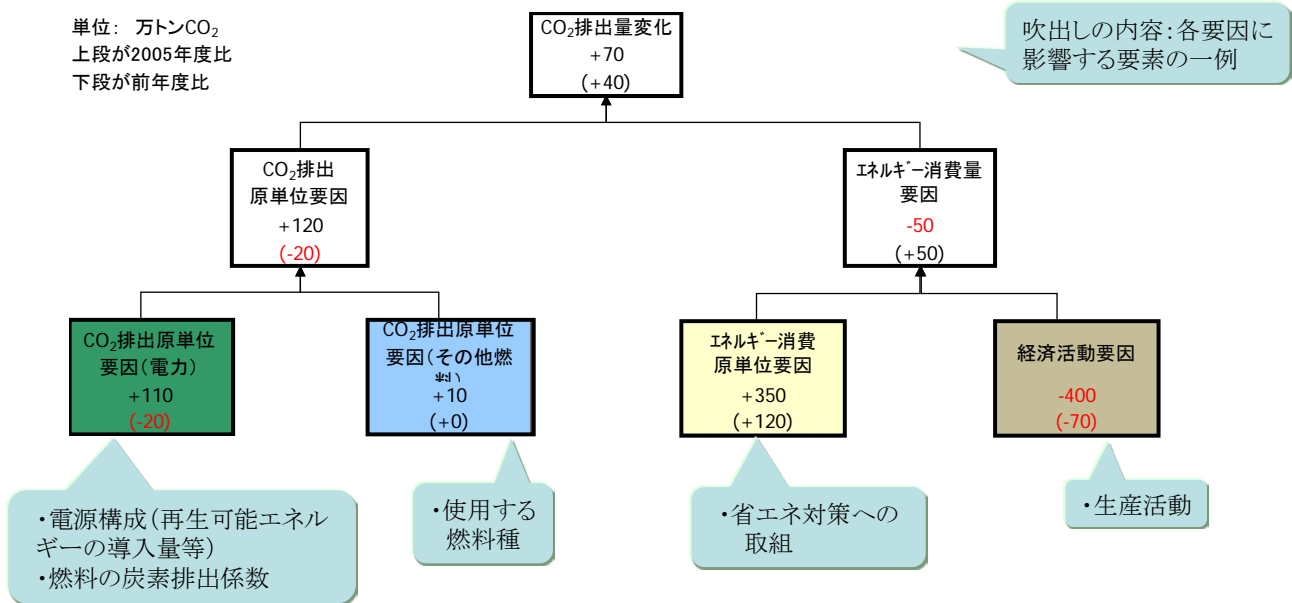 単位： 万トンCO₂
上段が2005年度比
下段が前年度比
CO₂排出量変化
+70
(+40)
吹出しの内容：各要因に
影響する要素の一例
CO₂排出
原単位要因
+120
(-20)
ｴﾈﾙｷﾞｰ消費量
要因
-50
(+50)
CO₂排出原単位
要因（電力）
+110
(-20)
CO₂排出原単位
要因（その他燃
料）
+10
(+0)
ｴﾈﾙｷﾞｰ消費
原単位要因
+350
(+120)
経済活動要因
-400
(-70)
・電源構成（再生可能エネル
ギーの導入量等）
・燃料の炭素排出係数
・使用する
燃料種
・省エネ対策への
取組
・生産活動